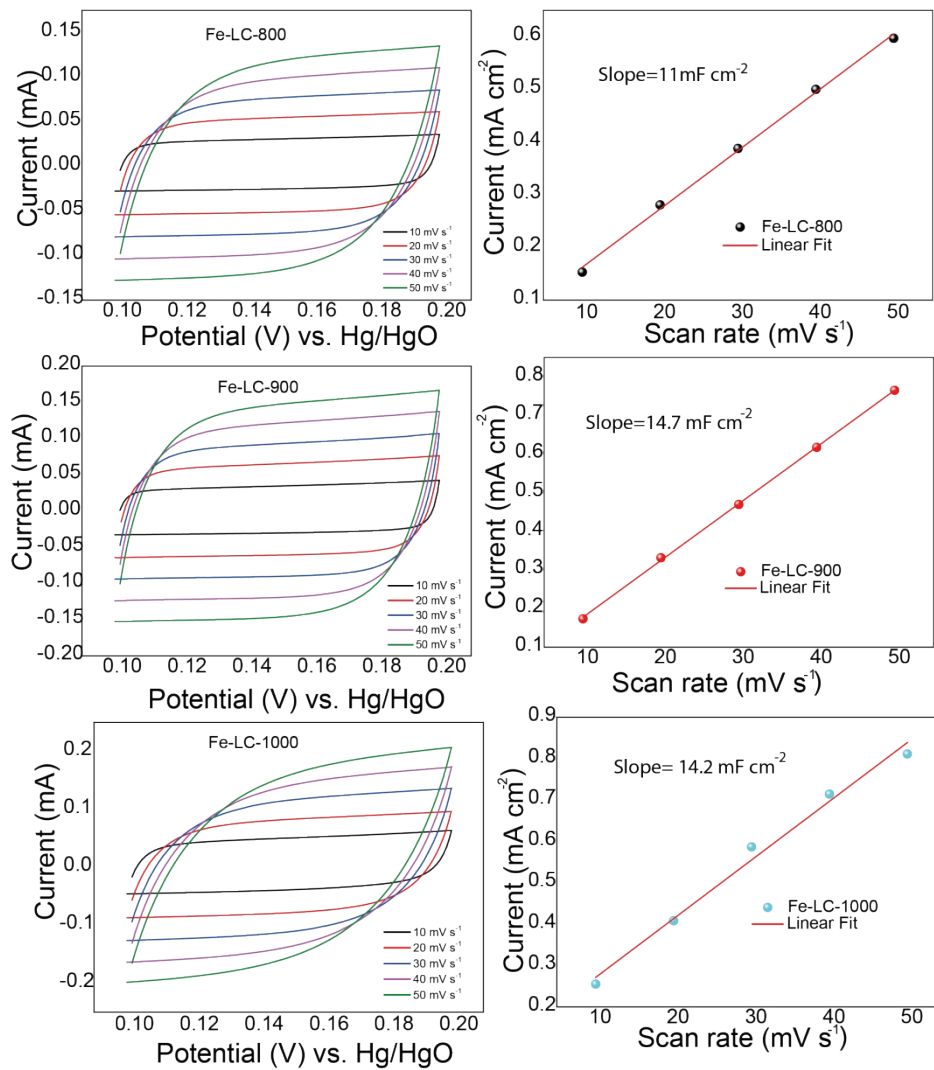 Fe-LC-800
0.15
0.10
0.05
0.00
-0.05
-0.10
-0.15
Current (mA)
10 mV s⁻¹
20 mV s⁻¹
30 mV s⁻¹
40 mV s⁻¹
50 mV s⁻¹
0.10 0.12 0.14 0.16 0.18 0.20
Potential (V) vs. Hg/HgO
Slope=11mF cm⁻²
0.6
0.5
0.4
0.3
0.2
0.1
Current (mA cm⁻²)
Fe-LC-800
Linear Fit
10 20 30 40 50
Scan rate (mV s⁻¹)
Fe-LC-900
0.20
0.15
0.10
0.05
0.00
-0.05
-0.10
-0.15
-0.20
Current (mA)
10 mV s⁻¹
20 mV s⁻¹
30 mV s⁻¹
40 mV s⁻¹
50 mV s⁻¹
0.10 0.12 0.14 0.16 0.18 0.20
Potential (V) vs. Hg/HgO
Slope=14.7 mF cm⁻²
0.8
0.7
0.6
0.5
0.4
0.3
0.2
0.1
Current (mA cm⁻²)
Fe-LC-900
Linear Fit
10 20 30 40 50
Scan rate (mV s⁻¹)
Fe-LC-1000
0.2
0.1
0.0
-0.1
-0.2
Current (mA)
10 mV s⁻¹
20 mV s⁻¹
30 mV s⁻¹
40 mV s⁻¹
50 mV s⁻¹
0.10 0.12 0.14 0.16 0.18 0.20
Potential (V) vs. Hg/HgO
Slope= 14.2 mF cm⁻²
0.9
0.8
0.7
0.6
0.5
0.4
0.3
0.2
Current (mA cm⁻²)
Fe-LC-1000
Linear Fit
10 20 30 40 50
Scan rate (mV s⁻¹)